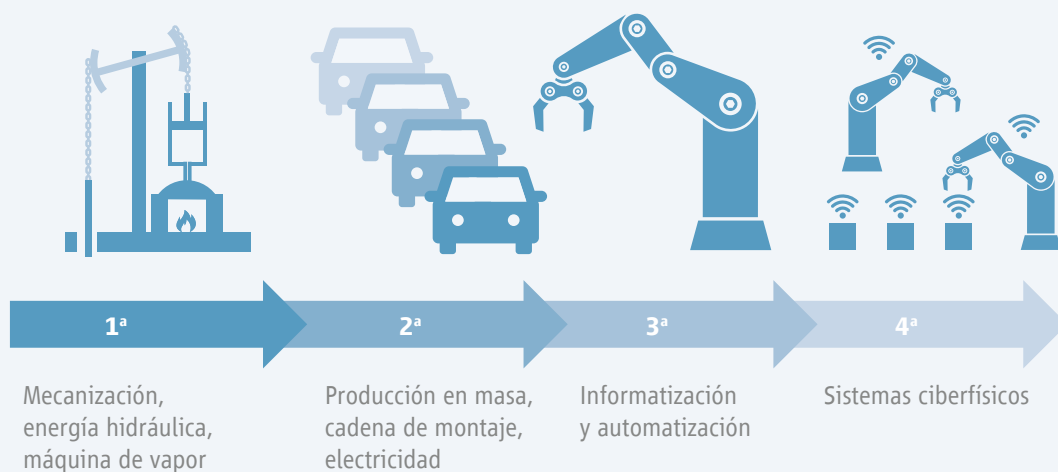 1ª
2ª
3ª
4ª
Mecanización,
energía hidráulica,
máquina de vapor
Producción en masa,
cadena de montaje,
electricidad
Informatización
y automatización
Sistemas ciberfísicos